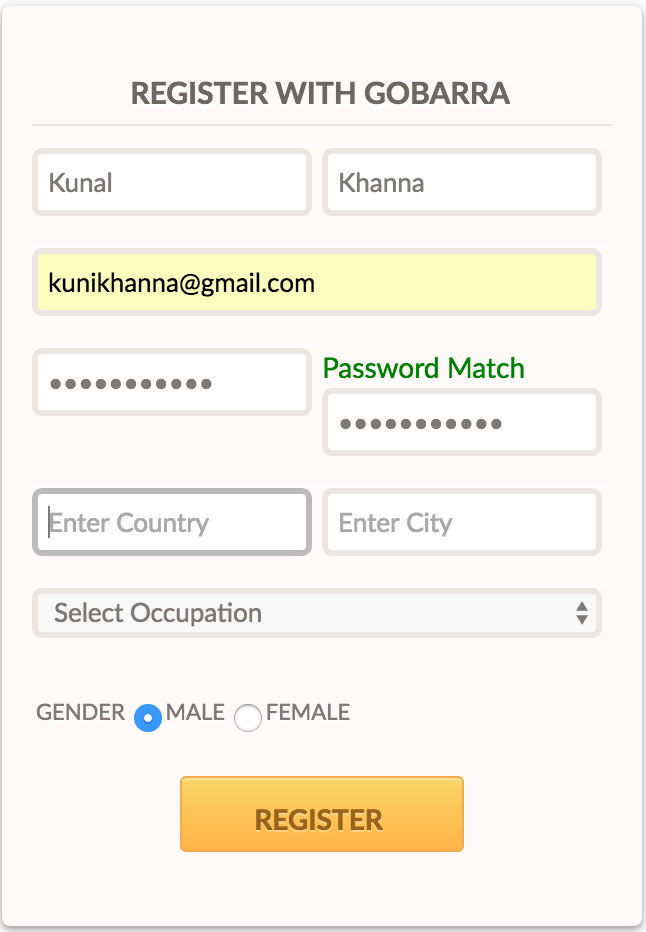 REGISTER WITH GOBARRA
Kunal Khanna
kunikhanna@gmail.com
Password Match
••••••••••• •••••••••••
Enter Country Enter City
Select Occupation
GENDER MALE FEMALE
REGISTER